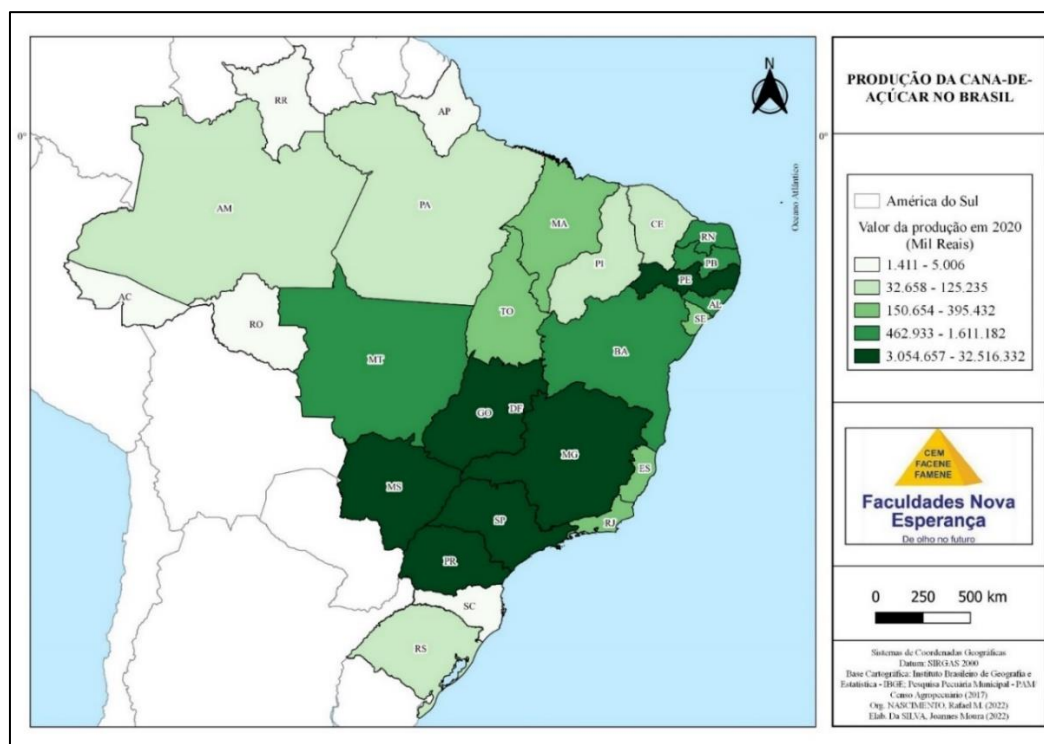 N
0°
0°
RR
AP
AM
PA
MA
CE
RN
PB
PI
PE
AC
AL
TO
SE
RO
BA
MT
GO
DF
MG
ES
MS
SP
RJ
PR
SC
RS
Oceano Atlântico
PRODUÇÃO DA CANA-DE-
AÇÚCAR NO BRASIL
América do Sul
Valor da produção em 2020
(Mil Reais)
1.411 - 5.006
32.658 - 125.235
150.654 - 395.432
462.933 - 1.611.182
3.054.657 - 32.516.332
CEM
FACENE
FAMENE
Faculdades Nova
Esperança
De olho no futuro
0 250 500 km
Sistemas de Coordenadas Geográficas
Datum: SIRGAS 2000
Base Cartográfica: Instituto Brasileiro de Geografia e
Estatística - IBGE; Pesquisa Pecuária Municipal - PAM/
Censo Agropecuário (2017)
Org. NASCIMENTO, Rafael M. (2022)
Elab. Da SILVA, Joannes Moura (2022)